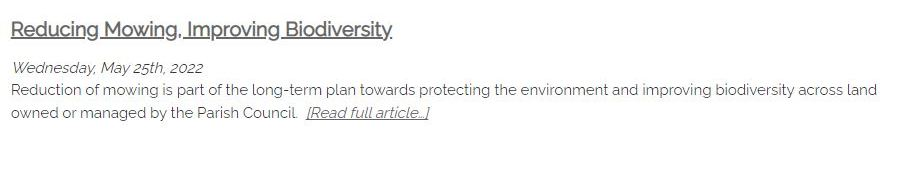 Reducing Mowing, Improving Biodiversity
Wednesday, May 25th, 2022
Reduction of mowing is part of the long-term plan towards protecting the environment and improving biodiversity across land
owned or managed by the Parish Council. [Read full article...]